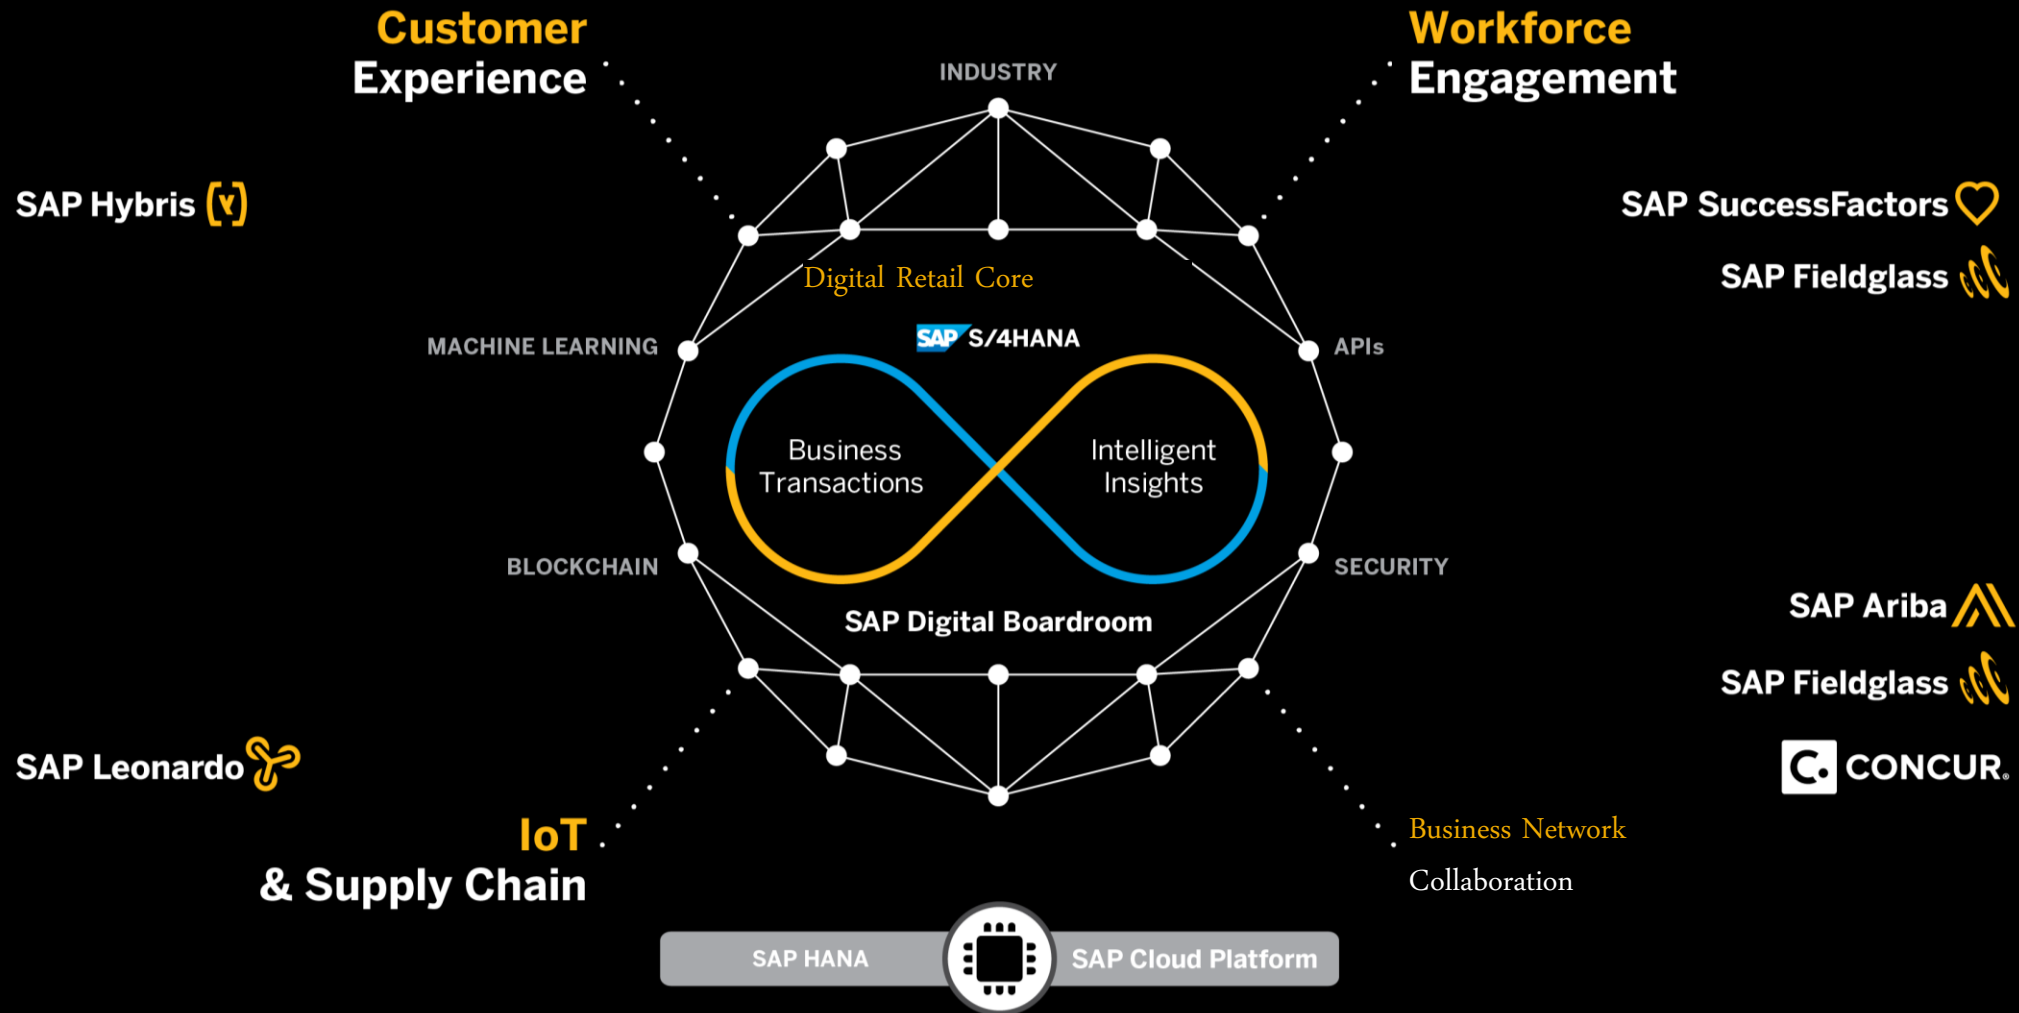 Customer
Experience
Workforce
Engagement
INDUSTRY
SAP Hybris
SAP SuccessFactors
SAP Fieldglass
Digital Retail Core
SAP S/4HANA
MACHINE LEARNING
APIs
Business
Transactions
Intelligent
Insights
BLOCKCHAIN
SECURITY
SAP Digital Boardroom
SAP Ariba
SAP Fieldglass
SAP Leonardo
C. CONCUR®
IoT
& Supply Chain
Business Network
Collaboration
SAP HANA
SAP Cloud Platform